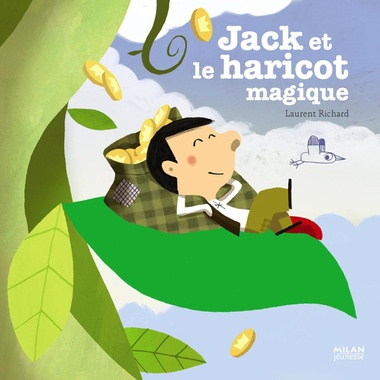 Jack et
le haricot
magique
Laurent Richard
MILAN
jeunesse